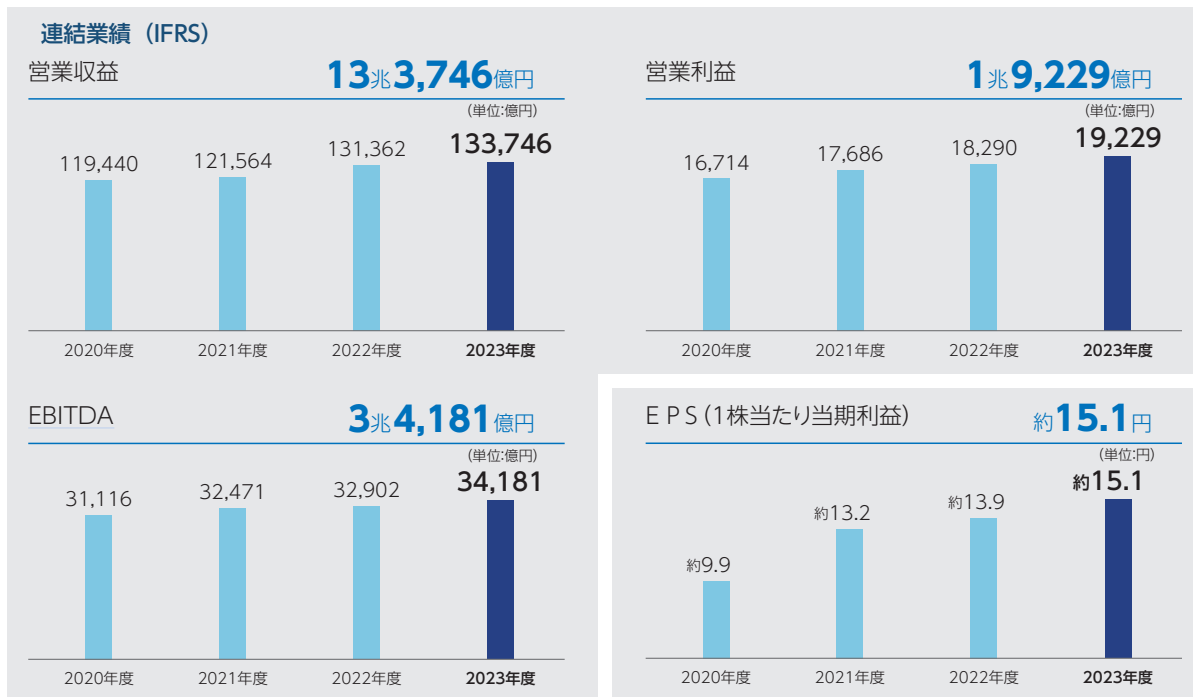 連結業績（IFRS）
営業収益 13兆3,746億円
(単位:億円)
119,440 121,564 131,362 133,746
2020年度 2021年度 2022年度 2023年度
営業利益 1兆9,229億円
(単位:億円)
16,714 17,686 18,290 19,229
2020年度 2021年度 2022年度 2023年度
EBITDA 3兆4,181億円
(単位:億円)
31,116 32,471 32,902 34,181
2020年度 2021年度 2022年度 2023年度
E P S (1株当たり当期利益) 約15.1円
(単位:円)
約9.9 約13.2 約13.9 約15.1
2020年度 2021年度 2022年度 2023年度